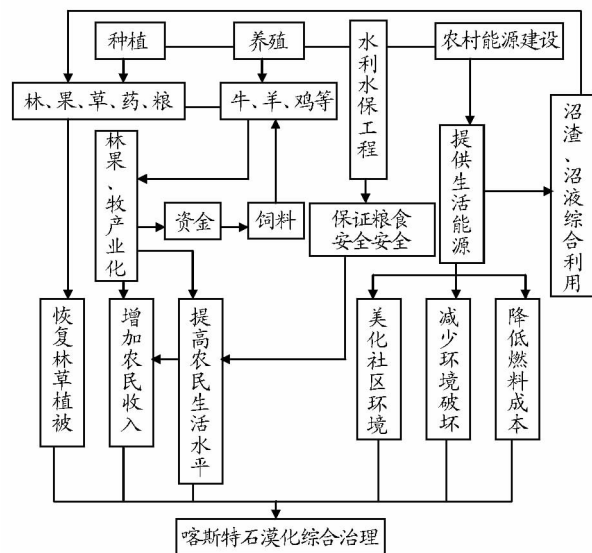 种植
养殖
水利水保工程
农村能源建设
林、果、草、药、粮
牛、羊、鸡等
林果、牧产业化
资金
饲料
保证粮食
安全安全
提供生活能源
沼渣、沼液综合利用
恢复林草植被
增加农民收入
提高农民生活水平
美化社区环境
减少环境破坏
降低燃料成本
喀斯特石漠化综合治理